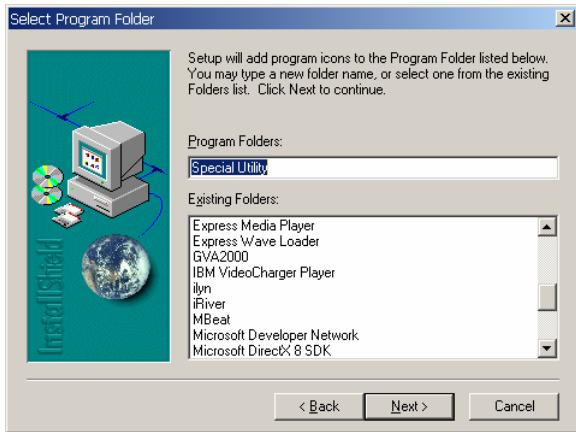 Select Program Folder
Setup will add program icons to the Program Folder listed below.
You may type a new folder name, or select one from the existing
Folders list. Click Next to continue.
Program Folders:
Special Utility
Existing Folders:
Express Media Player
Express Wave Loader
GVA2000
IBM VideoCharger Player
ilyn
iRiver
MBeat
Microsoft Developer Network
Microsoft DirectX 8 SDK
InstallShield
< Back
Next >
Cancel